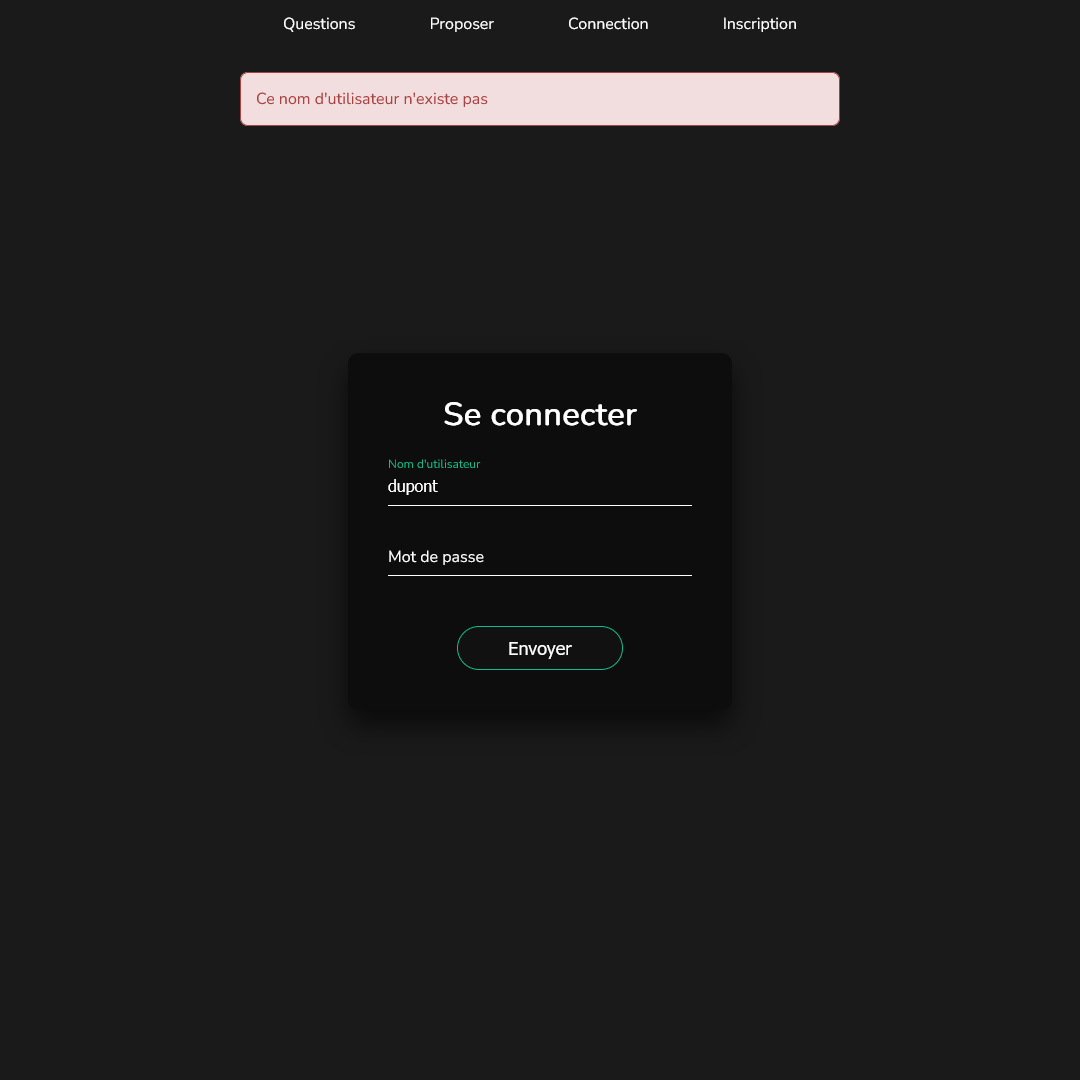 Questions Proposer Connection Inscription
Ce nom d'utilisateur n'existe pas
Se connecter
Nom d'utilisateur
dupont
Mot de passe
Envoyer